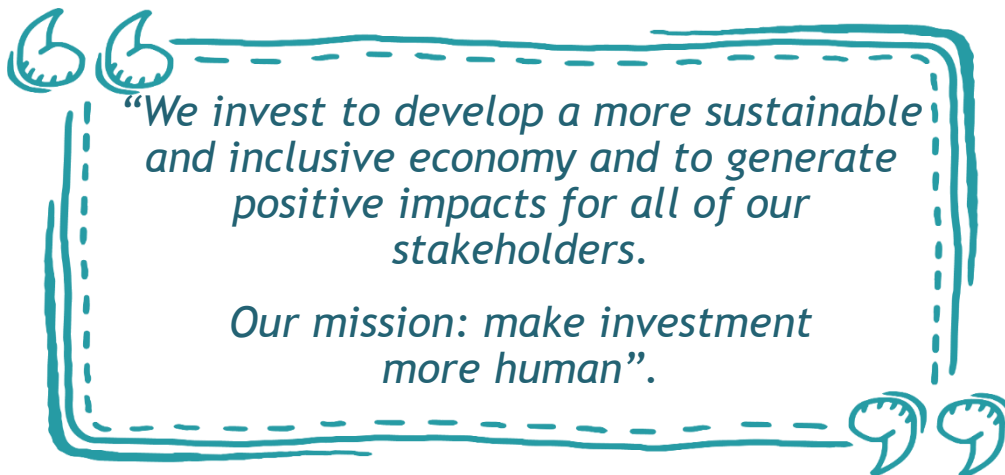 “We invest to develop a more sustainable
and inclusive economy and to generate
positive impacts for all of our
stakeholders.
Our mission: make investment
more human”.